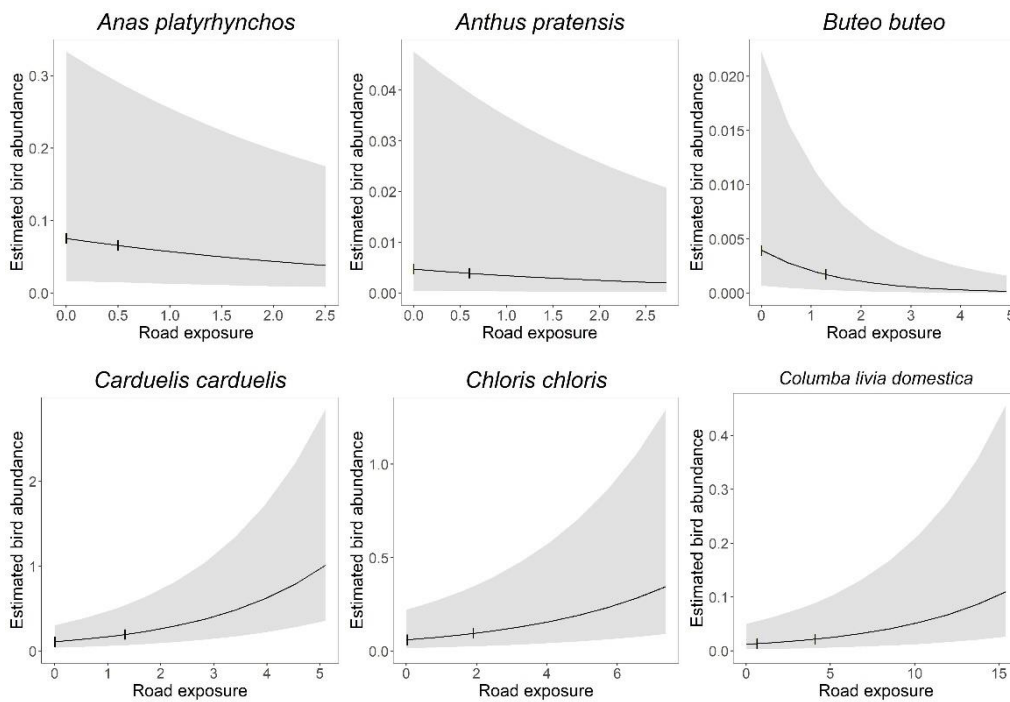 Anas platyrhynchos
Estimated bird abundance
0.3
0.2
0.1
0.0
0.0 0.5 1.0 1.5 2.0 2.5
Road exposure
Anthus pratensis
Estimated bird abundance
0.04
0.02
0.00
0.0 0.5 1.0 1.5 2.0 2.5
Road exposure
Buteo buteo
Estimated bird abundance
0.020
0.015
0.010
0.005
0.000
0 1 2 3 4 5
Road exposure
Carduelis carduelis
Estimated bird abundance
2
1
0
0 1 2 3 4 5
Road exposure
Chloris chloris
Estimated bird abundance
1.0
0.5
0.0
0 2 4 6
Road exposure
Columba livia domestica
Estimated bird abundance
0.4
0.3
0.2
0.1
0.0
0 5 10 15
Road exposure